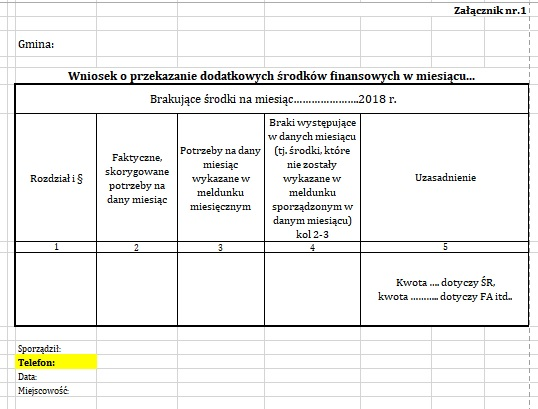 Załącznik nr.1
Gmina:
Wniosek o przekazanie dodatkowych środków finansowych w miesiącu...
Brakujące środki na miesiąc.....................2018 r.
Rozdział i §
Faktyczne,
skorygowane
potrzeby na
dany miesiąc
Potrzeby na dany
miesiąc
wykazane w
meldunku
miesięcznym
Braki występujące
w danych miesiącu
(tj. środki, które
nie zostały
wykazane w
meldunku
sporządzonym w
danym miesiącu)
kol 2-3
Uzasadnienie
1
2
3
4
5
Kwota .... dotyczy ŚR,
kwota ........... dotyczy FA itd..
Sporządził:
Telefon:
Data:
Miejscowość: